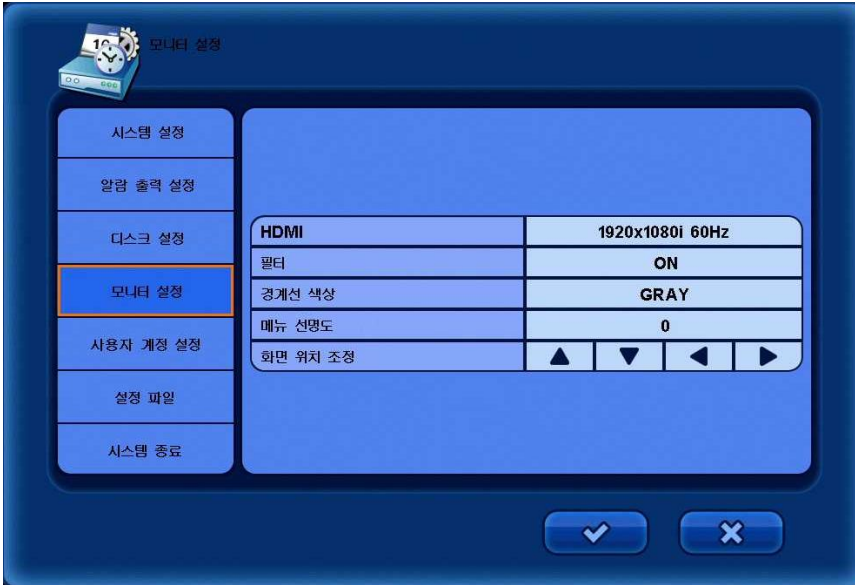 모니터 설정
시스템 설정
알람 출력 설정
디스크 설정
모니터 설정
사용자 계정 설정
설정 파일
시스템 종료
HDMI 1920x1080i 60Hz
필터 ON
경계선 색상 GRAY
메뉴 선명도 0
화면 위치 조정